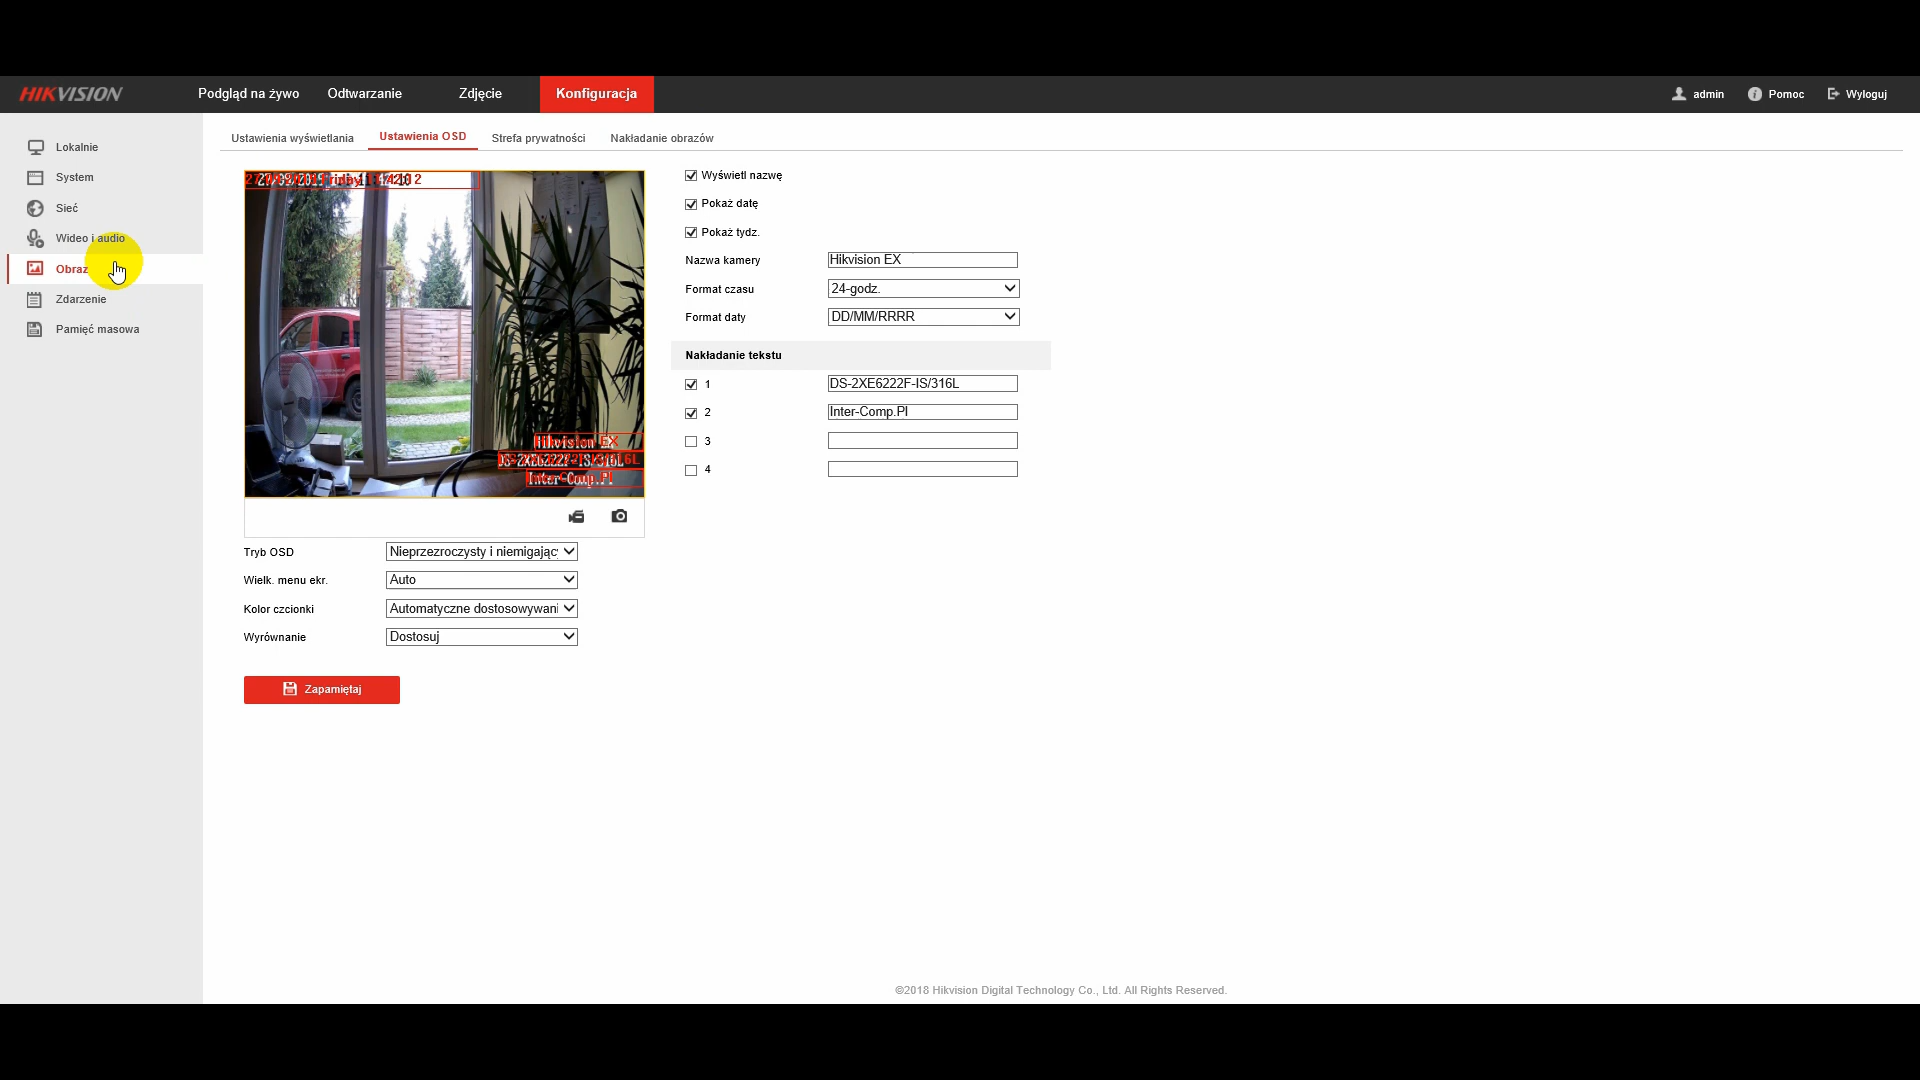 HIKVISION
Podgląd na żywo
Odtwarzanie
Zdjęcie
Konfiguracja
admin
Pomoc
Wyloguj
Lokalnie
System
Sieć
Wideo i audio
Obraz
Zdarzenie
Pamięć masowa
Ustawienia wyświetlania
Ustawienia OSD
Strefa prywatności
Nakładanie obrazów
Hikvision EX
DS-2XE6222F-IS/316L
Inter-Comp.Pl
Tryb OSD
Nieprzezroczysty i niemigając
Wielk. menu ekr.
Auto
Kolor czcionki
Automatyczne dostosowywani
Wyrównanie
Dostosuj
Zapamiętaj
Wyświetl nazwę
Pokaż datę
Pokaż tydz.
Nazwa kamery
Hikvision EX
Format czasu
24-godz.
Format daty
DD/MM/RRRR
Nakładanie tekstu
1
DS-2XE6222F-IS/316L
2
Inter-Comp.Pl
3
4
©2018 Hikvision Digital Technology Co., Ltd. All Rights Reserved.